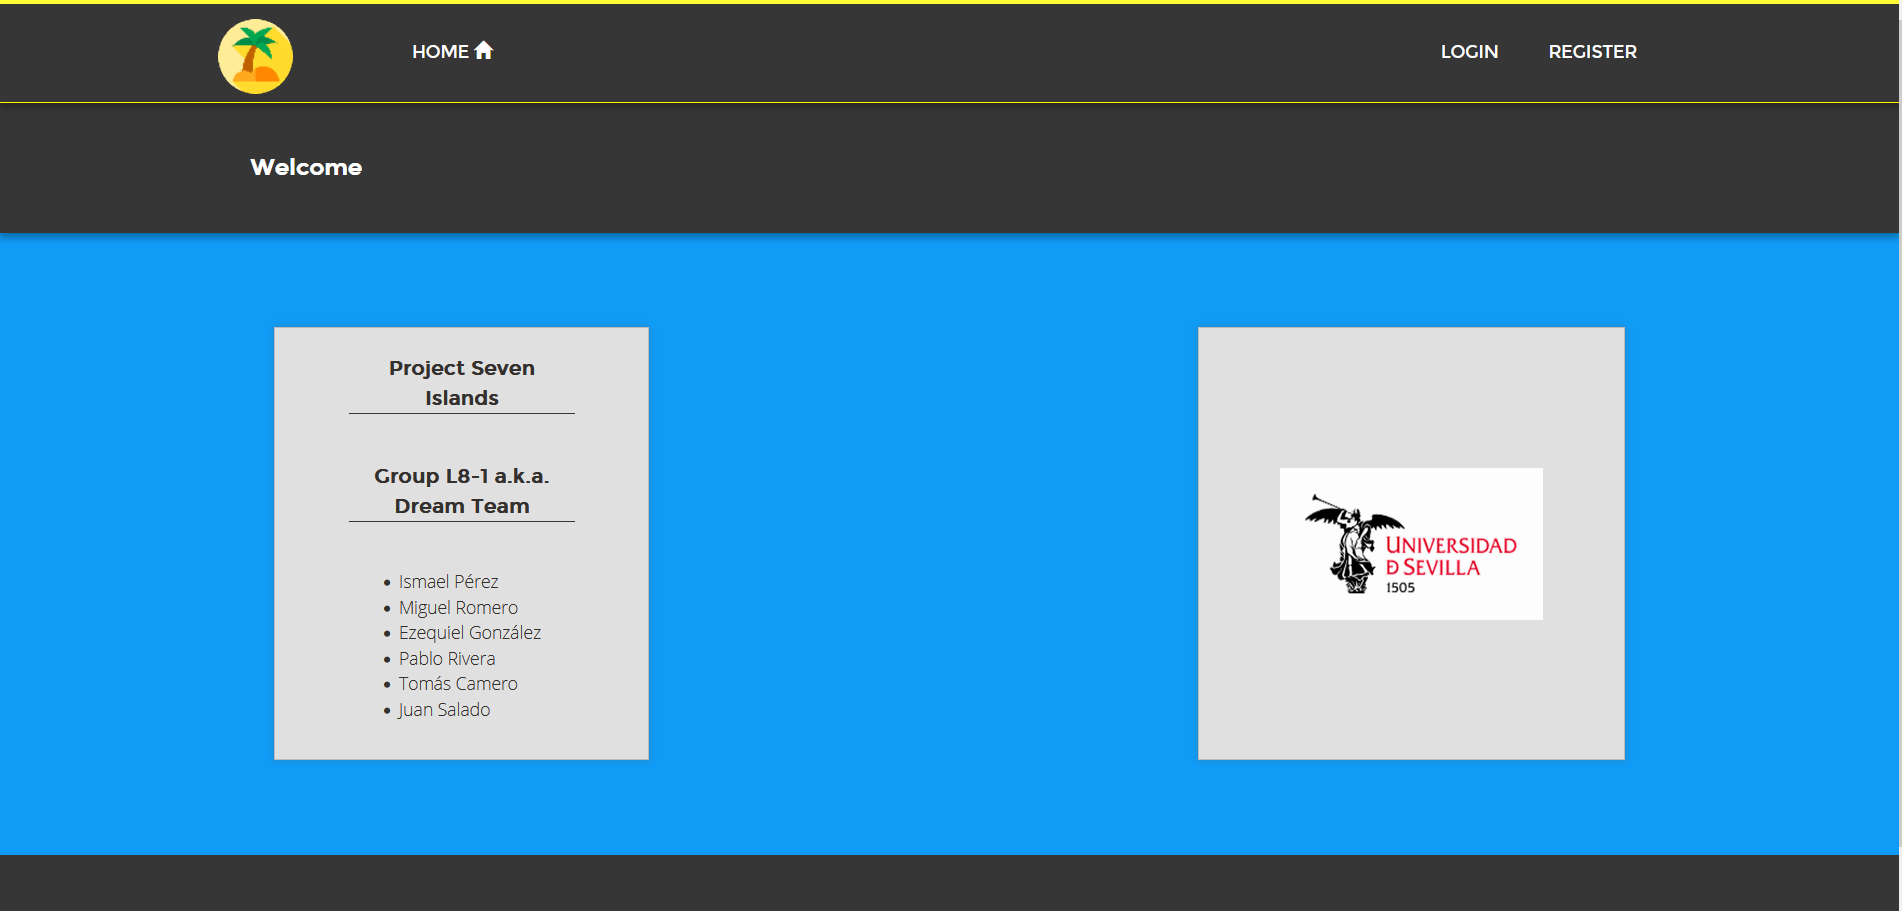 HOME
LOGIN
REGISTER
Welcome
Project Seven
Islands
Group L8-1 a.k.a.
Dream Team
Ismael Pérez
Miguel Romero
Ezequiel González
Pablo Rivera
Tomás Camero
Juan Salado
UNIVERSIDAD
D SEVILLA
1505